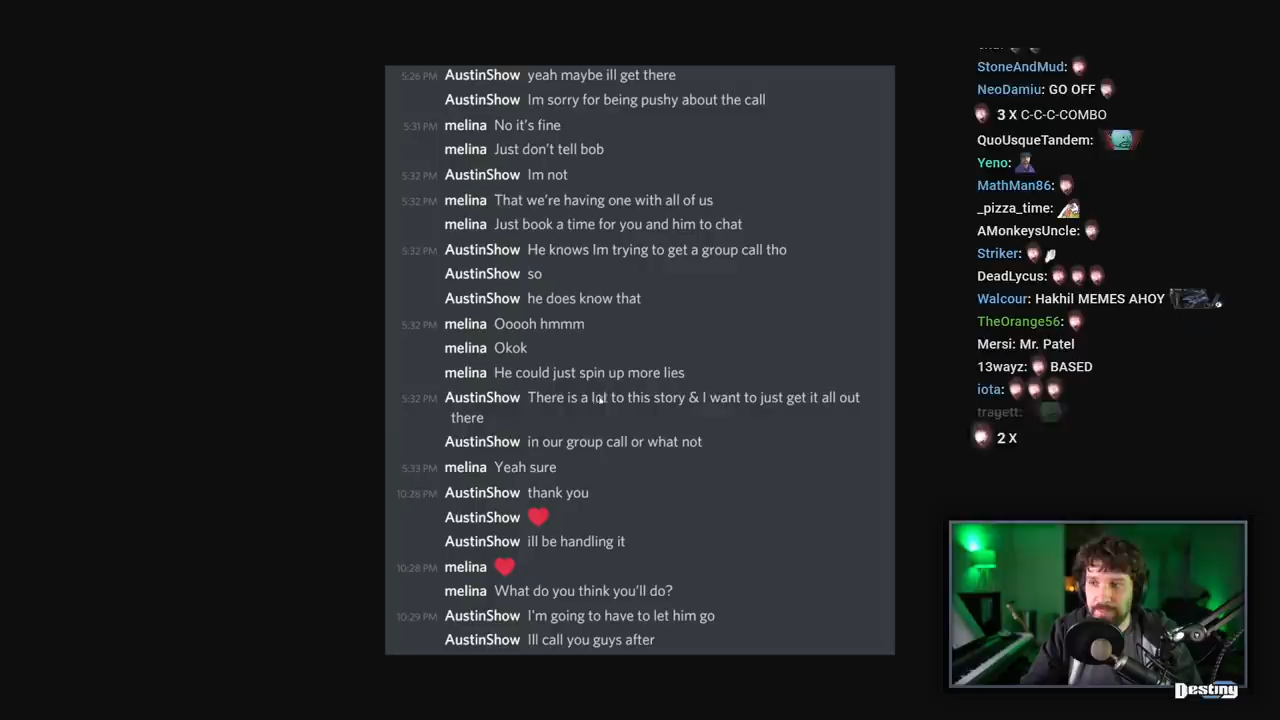 5:26 PM AustinShow yeah maybe ill get there
AustinShow Im sorry for being pushy about the call
5:31 PM melina No it's fine
melina Just don't tell bob
5:32 PM AustinShow Im not
5:32 PM melina That we're having one with all of us
melina Just book a time for you and him to chat
5:32 PM AustinShow He knows Im trying to get a group call tho
AustinShow so
AustinShow he does know that
5:32 PM melina Ooooh hmmm
melina Okok
melina He could just spin up more lies
5:32 PM AustinShow There is a lot to this story & I want to just get it all out
there
AustinShow in our group call or what not
5:33 PM melina Yeah sure
10:28 PM AustinShow thank you
AustinShow
AustinShow ill be handling it
10:28 PM melina
melina What do you think you'll do?
10:29 PM AustinShow I'm going to have to let him go
AustinShow Ill call you guys after
StoneAndMud:
NeoDamiu: GO OFF
3 X C-C-C-COMBO
QuoUsqueTandem:
Yeno:
MathMan86:
_pizza_time:
AMonkeysUncle:
Striker:
DeadLycus:
Walcour: Hakhil MEMES AHOY
TheOrange56:
Mersi: Mr. Patel
13wayz: BASED
iota:
tragett:
2 X
Destiny